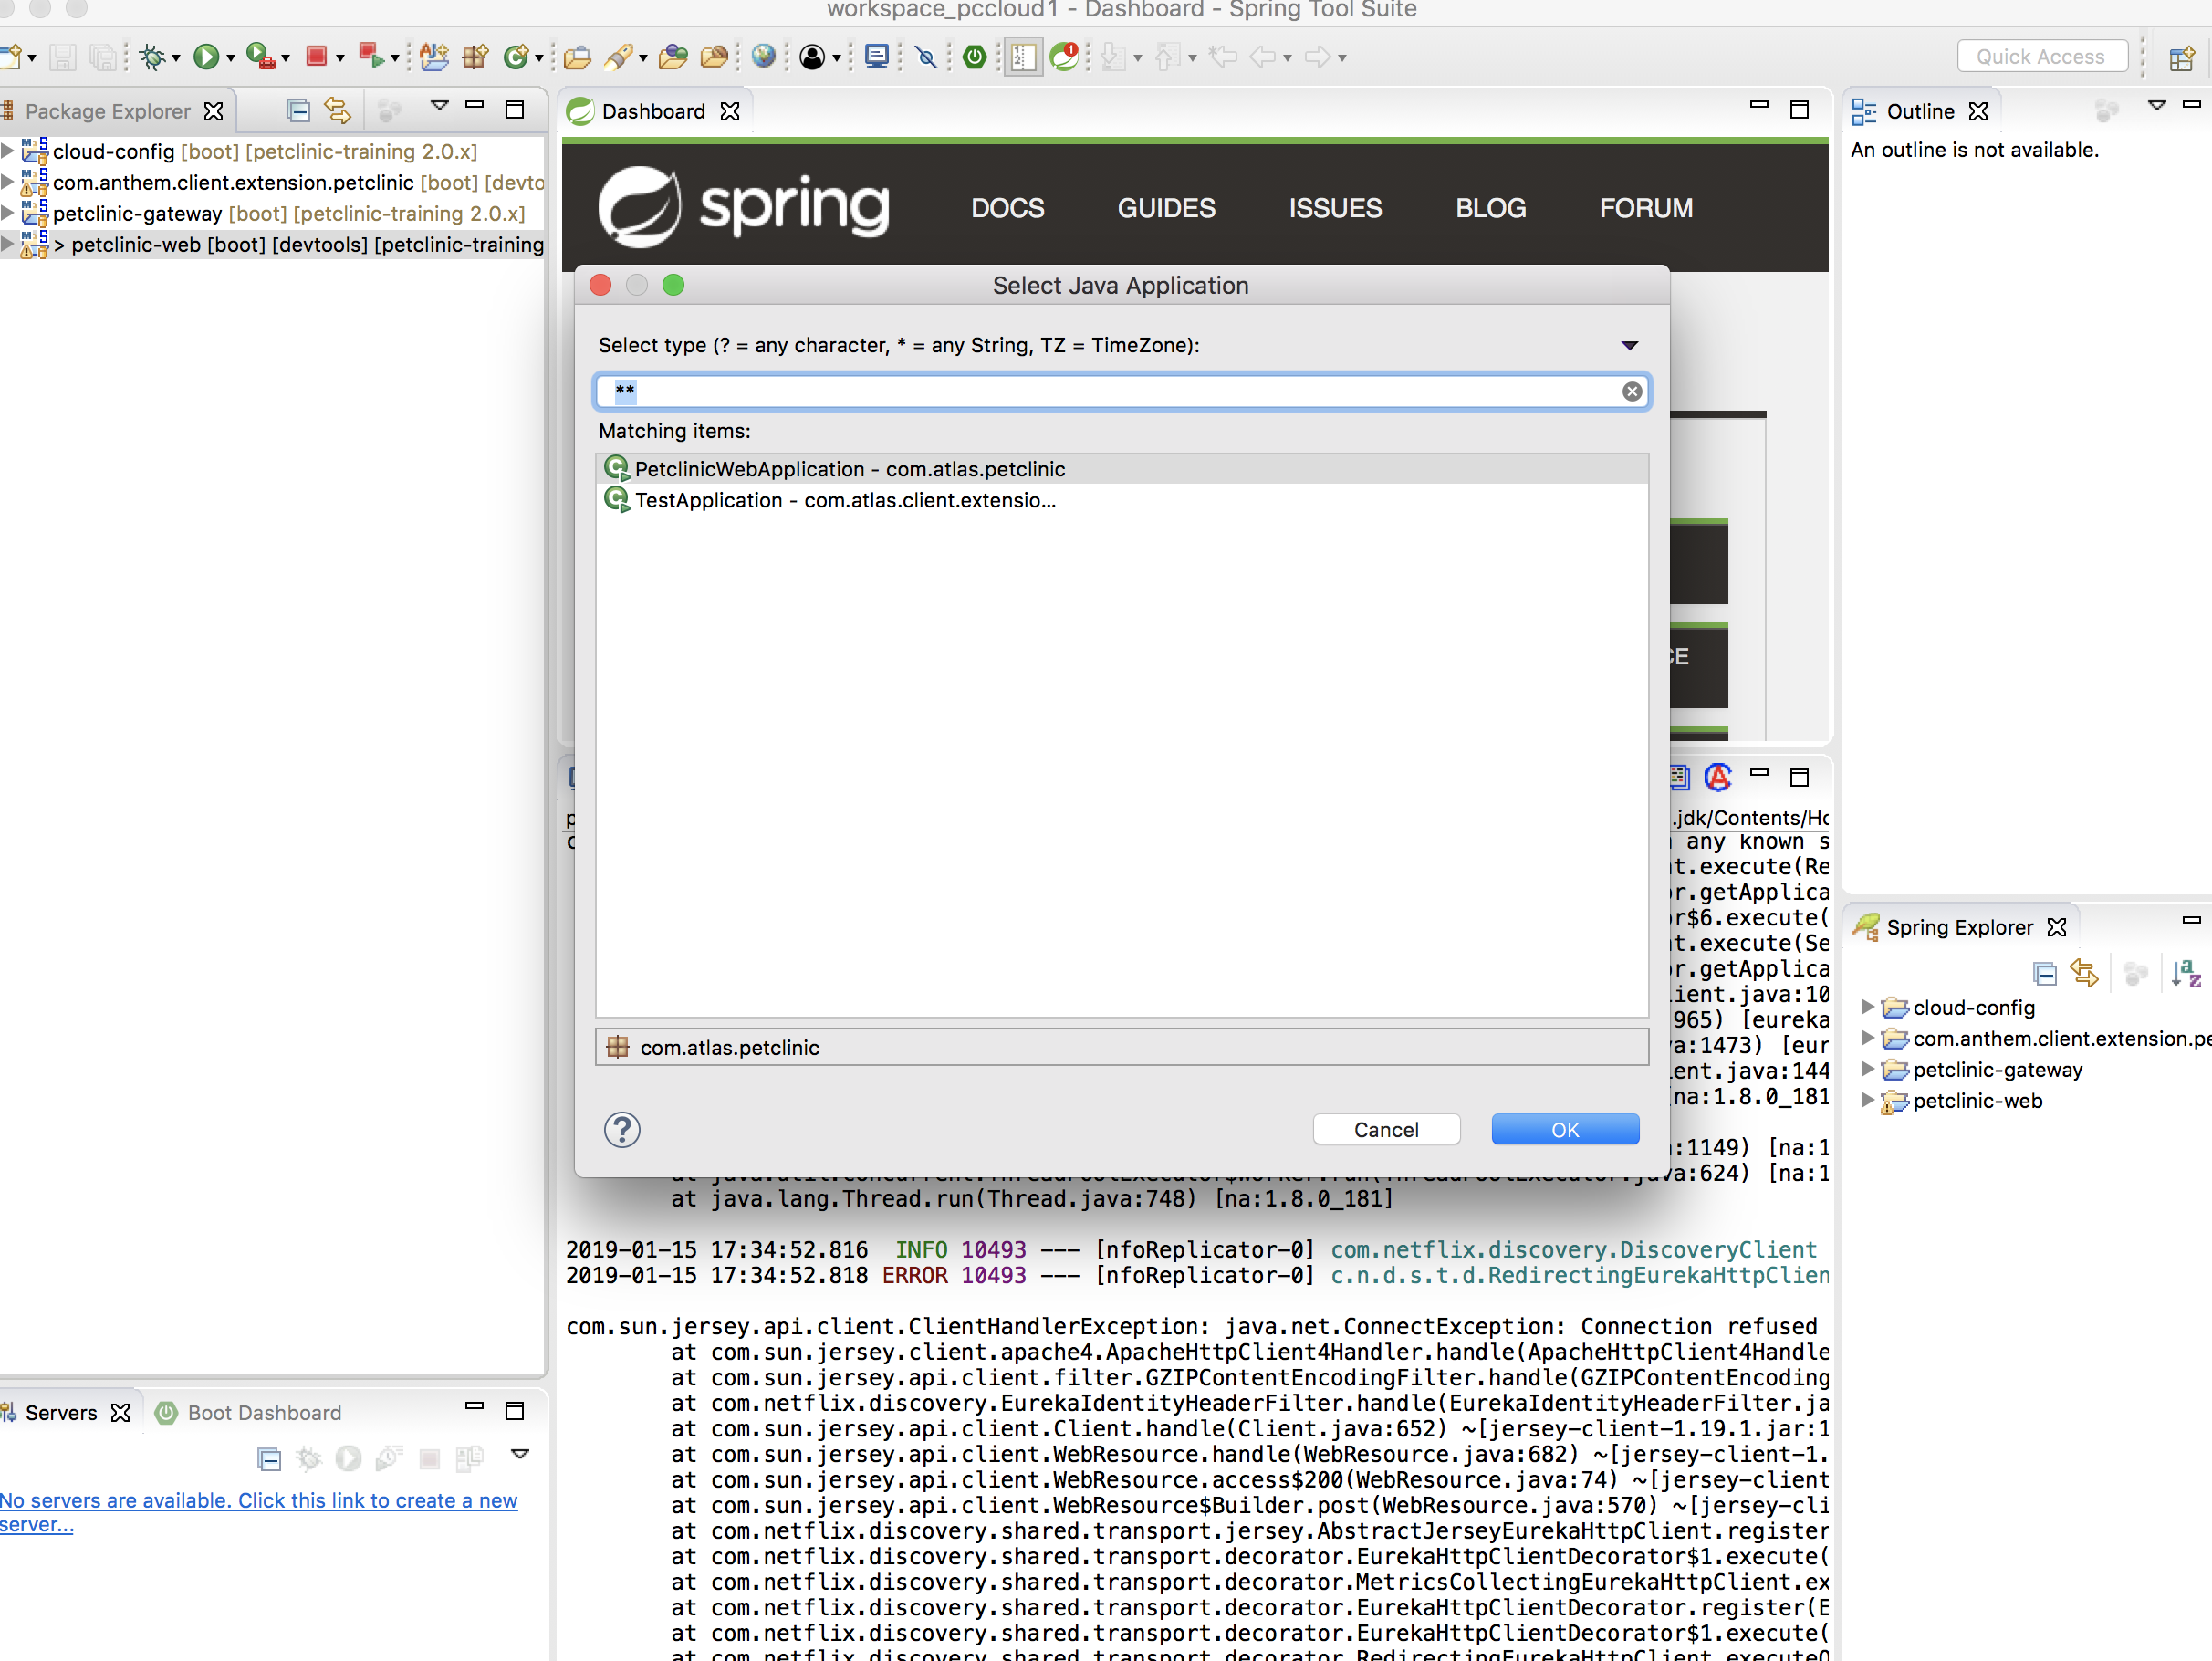 workspace_pccloud1 - Dashboard - Spring Tool Suite
Quick Access
Package Explorer
cloud-config [boot] [petclinic-training 2.0.x]
com.anthem.client.extension.petclinic [boot] [devto
petclinic-gateway [boot] [petclinic-training 2.0.x]
> petclinic-web [boot] [devtools] [petclinic-training
Dashboard
spring
DOCS
GUIDES
ISSUES
BLOG
FORUM
Outline
An outline is not available.
Select Java Application
Select type (? = any character, * = any String, TZ = TimeZone):
**
Matching items:
PetclinicWebApplication - com.atlas.petclinic
TestApplication - com.atlas.client.extensio...
com.atlas.petclinic
Cancel
OK
.jdk/Contents/Ho
any known s
t.execute(Re
r.getApplica
r$6.execute(
t.execute(Se
r.getApplica
ient.java:10
965) [eureka
a:1473) [eur
ent.java:144
na:1.8.0_181
:1149) [na:1
va:624) [na:1
at java.lang.Thread.run(Thread.java:748) [na:1.8.0_181]
2019-01-15 17:34:52.816 INFO 10493 --- [nfoReplicator-0] com.netflix.discovery.DiscoveryClient
2019-01-15 17:34:52.818 ERROR 10493 --- [nfoReplicator-0] c.n.d.s.t.d.RedirectingEurekaHttpClien
com.sun.jersey.api.client.ClientHandlerException: java.net.ConnectException: Connection refused
at com.sun.jersey.client.apache4.ApacheHttpClient4Handler.handle(ApacheHttpClient4Handle
at com.sun.jersey.api.client.filter.GZIPContentEncodingFilter.handle(GZIPContentEncoding
at com.netflix.discovery.EurekaIdentityHeaderFilter.handle(EurekaIdentityHeaderFilter.ja
at com.sun.jersey.api.client.Client.handle(Client.java:652) ~[jersey-client-1.19.1.jar:1
at com.sun.jersey.api.client.WebResource.handle(WebResource.java:682) ~[jersey-client-1.
at com.sun.jersey.api.client.WebResource.access$200(WebResource.java:74) ~[jersey-client
at com.sun.jersey.api.client.WebResource$Builder.post(WebResource.java:570) ~[jersey-cli
at com.netflix.discovery.shared.transport.jersey.AbstractJerseyEurekaHttpClient.register
at com.netflix.discovery.shared.transport.decorator.EurekaHttpClientDecorator$1.execute(
at com.netflix.discovery.shared.transport.decorator.MetricsCollectingEurekaHttpClient.ex
at com.netflix.discovery.shared.transport.decorator.EurekaHttpClientDecorator.register(E
at com.netflix.discovery.shared.transport.decorator.EurekaHttpClientDecorator$1.execute(
at com.netflix.discovery.shared.transport.decorator.RedirectingEurekaHttpClient.executeO
Spring Explorer
cloud-config
com.anthem.client.extension.pe
petclinic-gateway
petclinic-web
Servers
Boot Dashboard
No servers are available. Click this link to create a new
server...